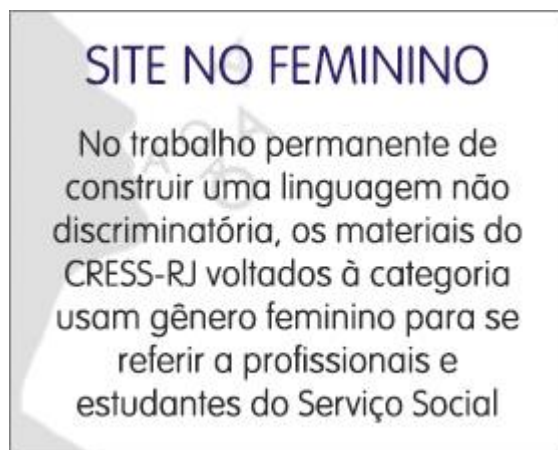 SITE NO FEMININO
No trabalho permanente de
construir uma linguagem não
discriminatória, os materiais do
CRESS-RJ voltados à categoria
usam gênero feminino para se
referir a profissionais e
estudantes do Serviço Social